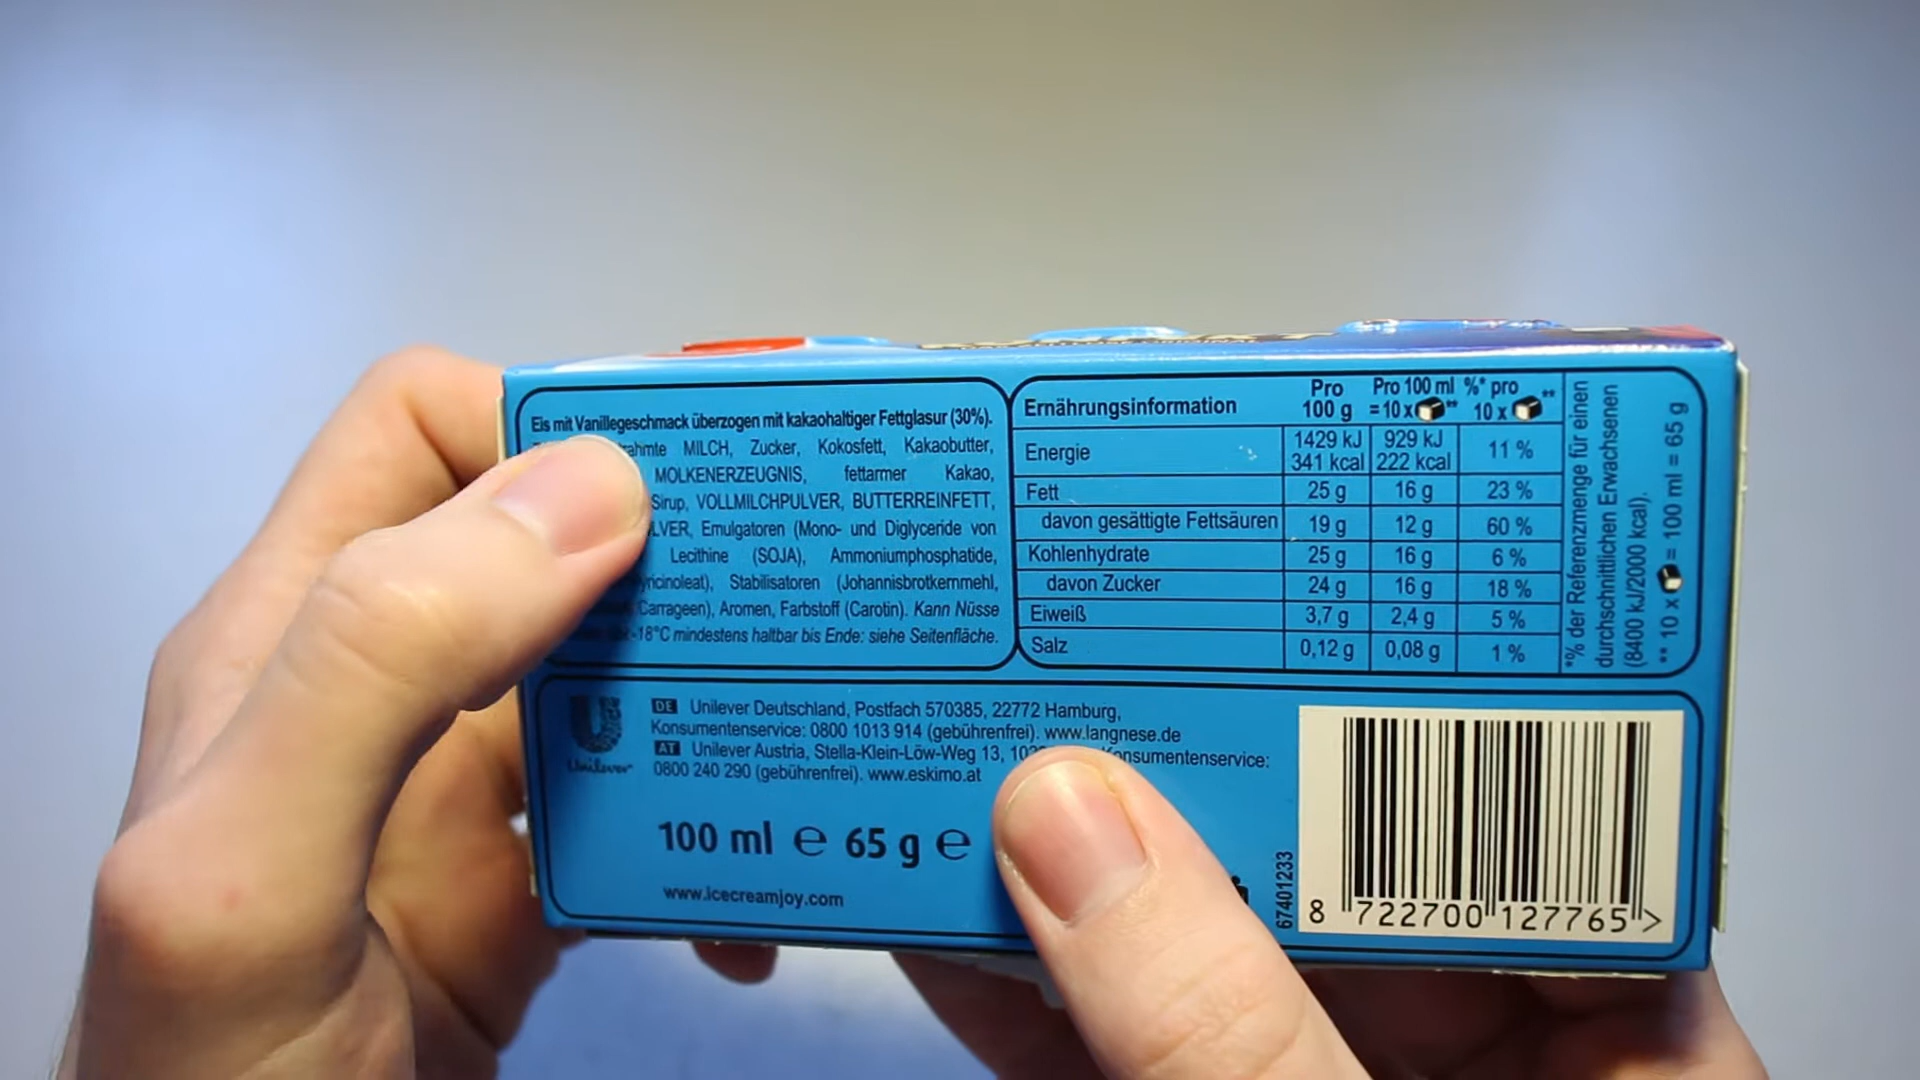 Eis mit Vanillegeschmack überzogen mit kakaohaltiger Fettglasur (30%).
MILCH, Zucker, Kokosfett, Kakaobutter,
MOLKENERZEUGNIS, fettarmer Kakao,
Sirup, VOLLMILCHPULVER, BUTTERREINFETT,
Emulgatoren (Mono- und Diglyceride von
Lecithine (SOJA), Ammoniumphosphatide,
Stabilisatoren (Johannisbrotkernmehl,
Carrageen), Aromen, Farbstoff (Carotin). Kann Nüsse
-18°C mindestens haltbar bis Ende: siehe Seitenfläche.
Ernährungsinformation Pro 100 g Pro 100 ml =10x ** %* pro 10 x **
Energie 1429 kJ 341 kcal 929 kJ 222 kcal 11 %
Fett 25 g 16 g 23 %
davon gesättigte Fettsäuren 19 g 12 g 60 %
Kohlenhydrate 25 g 16 g 6 %
davon Zucker 24 g 16 g 18 %
Eiweiß 3,7 g 2,4 g 5 %
Salz 0,12 g 0,08 g 1 %
*% der Referenzmenge für einen
durchschnittlichen Erwachsenen
(8400 kJ/2000 kcal).
** 10 x = 100 ml = 65 g
Unilever
DE Unilever Deutschland, Postfach 570385, 22772 Hamburg,
Konsumentenservice: 0800 1013 914 (gebührenfrei). www.langnese.de
AT Unilever Austria, Stella-Klein-Löw-Weg 13, Konsumentenservice:
0800 240 290 (gebührenfrei). www.eskimo.at
100 ml e 65 g e
www.icecreamjoy.com
67401233
8 722700 127765 >